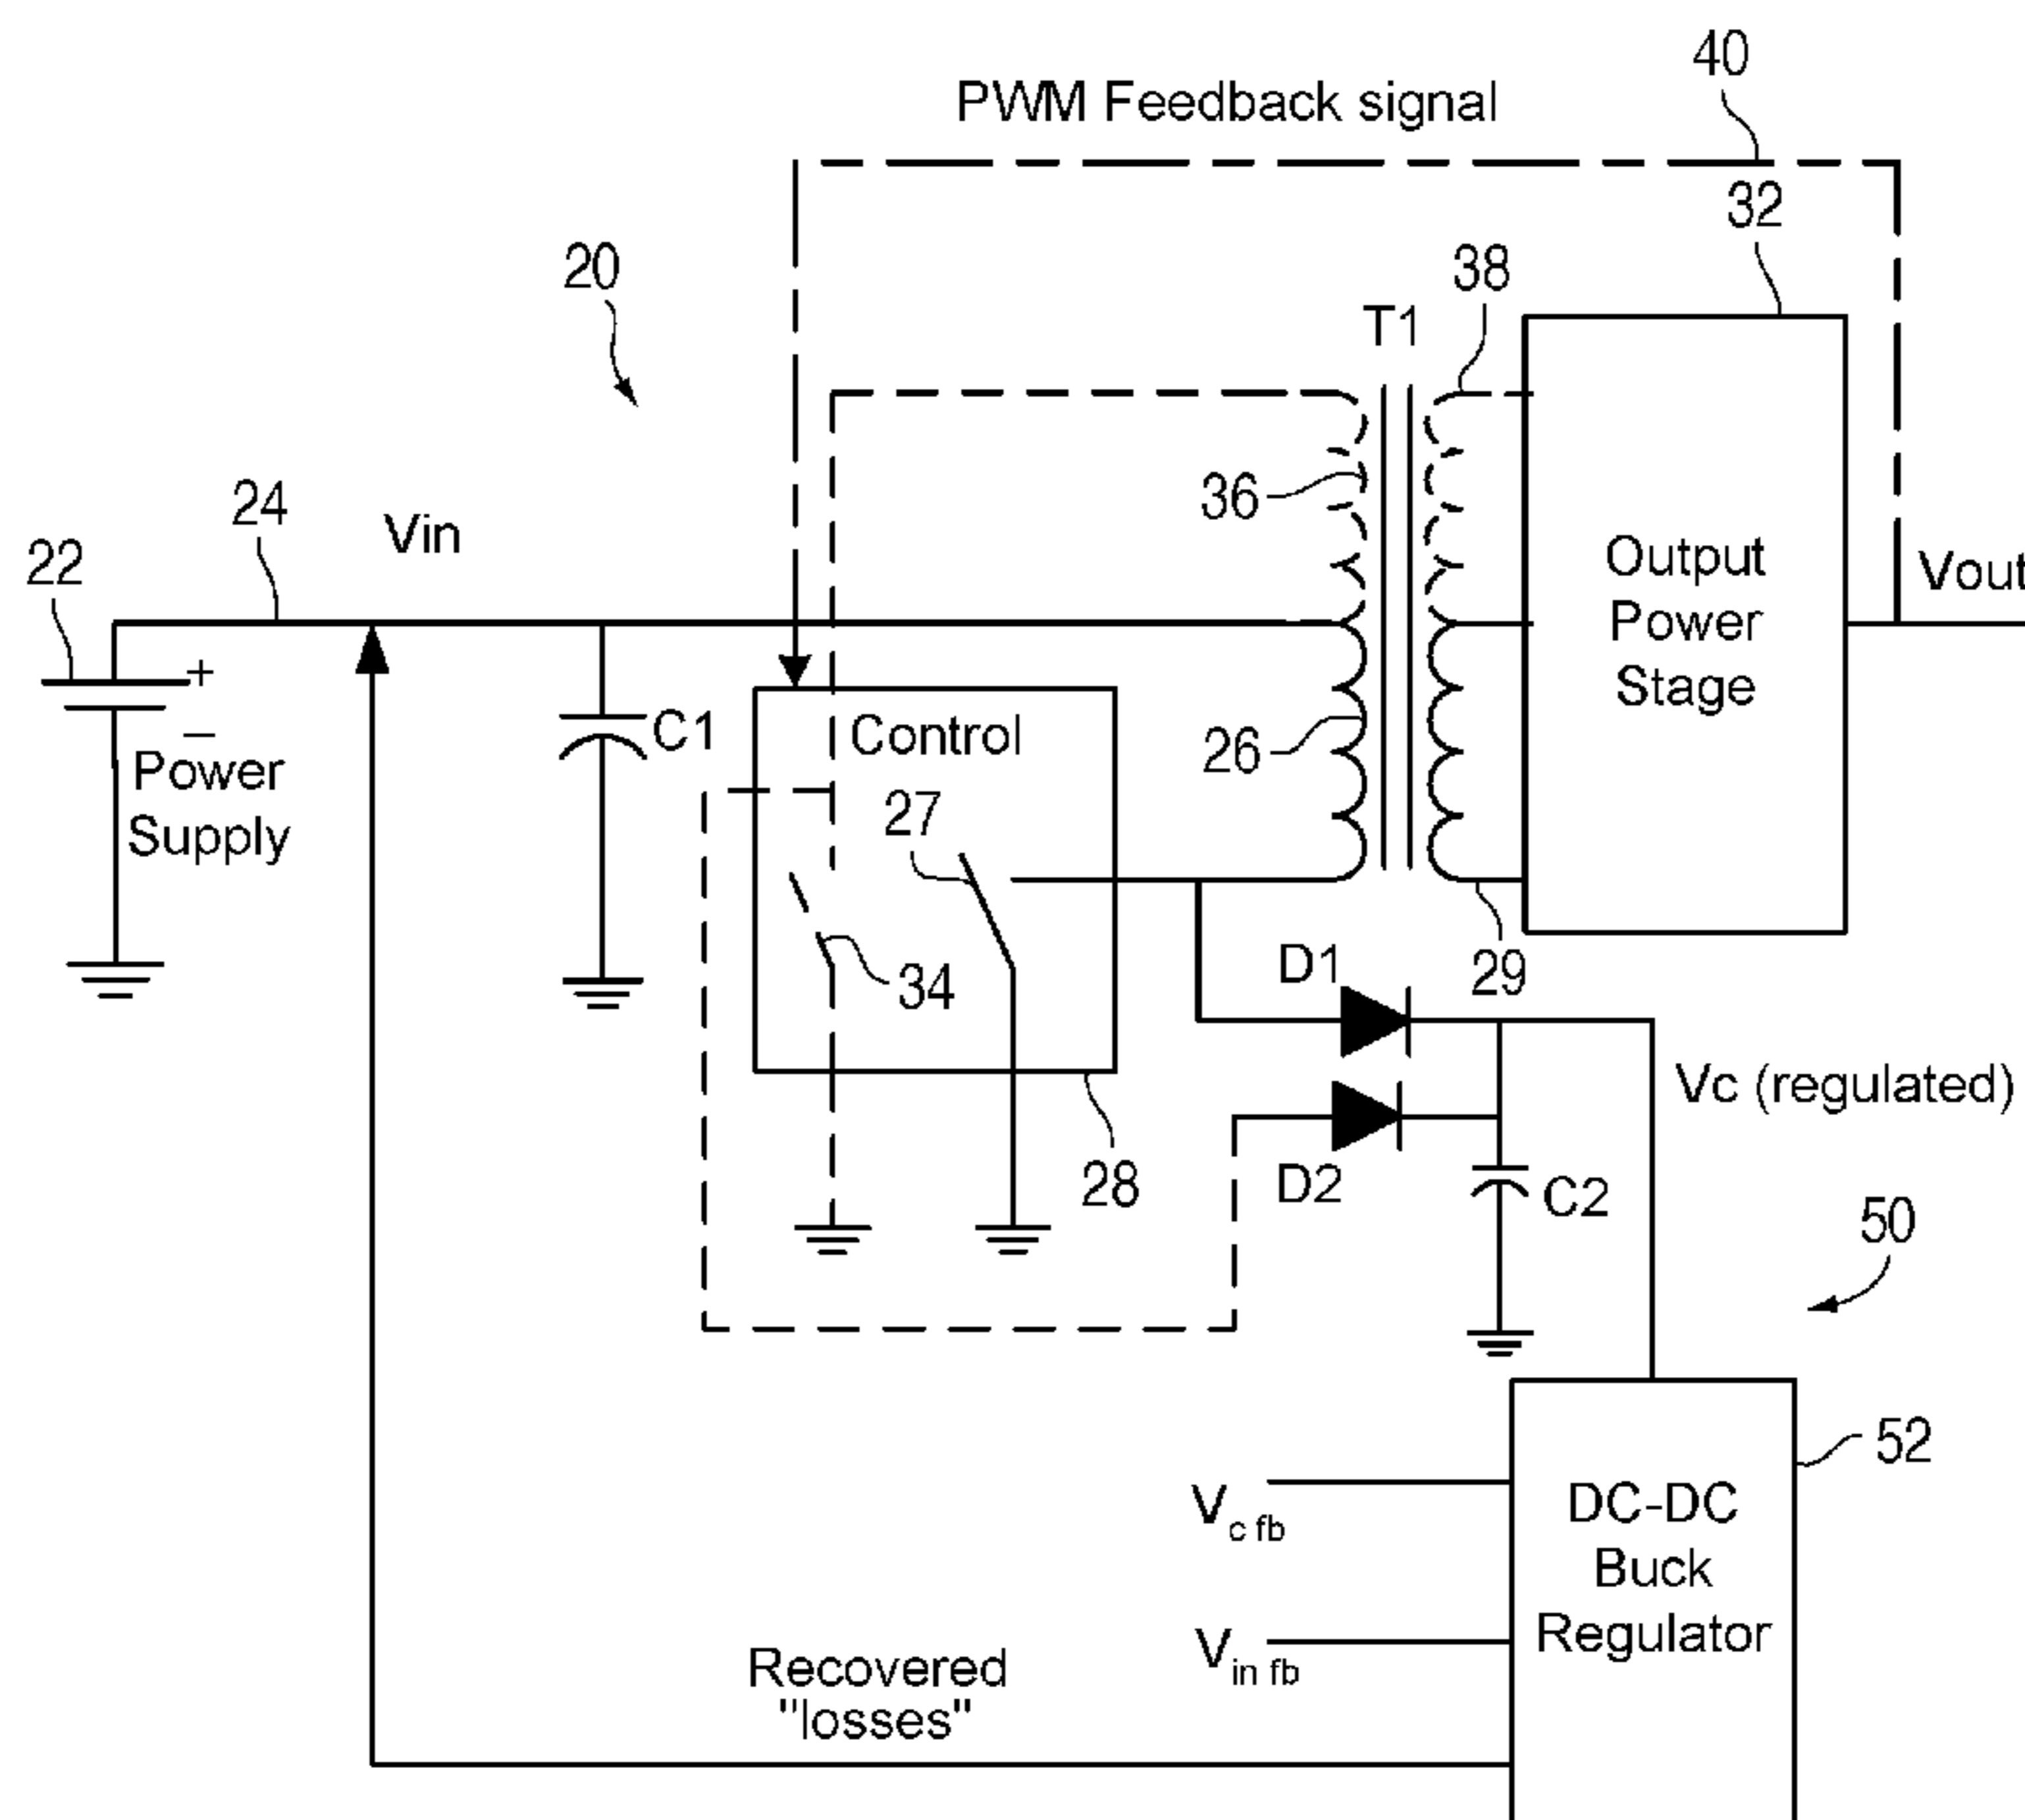 40
PWM Feedback signal
32
20
38
T1
36
24
Vin
22
Output
Power
Stage
Vout
+
−
Power
Supply
C1
Control
26
27
34
29
D1
Vc (regulated)
28
D2
C2
50
52
DC-DC
Buck
Regulator
Vc fb
Vin fb
Recovered
"losses"